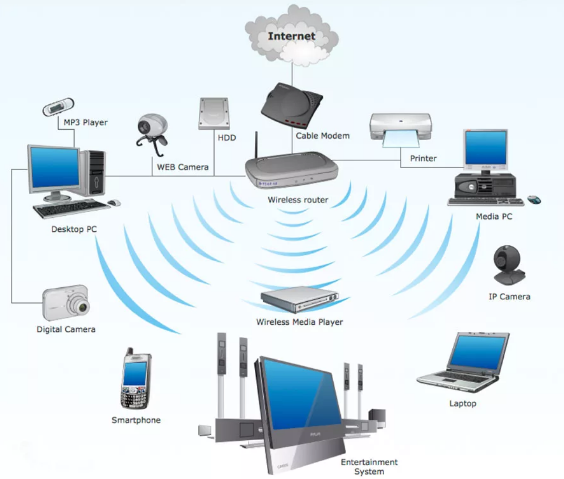 Internet
MP3 Player
HDD
Cable Modem
WEB Camera
Printer
Wireless router
Desktop PC
Media PC
IP Camera
Digital Camera
Wireless Media Player
Laptop
Smartphone
Entertainment
System